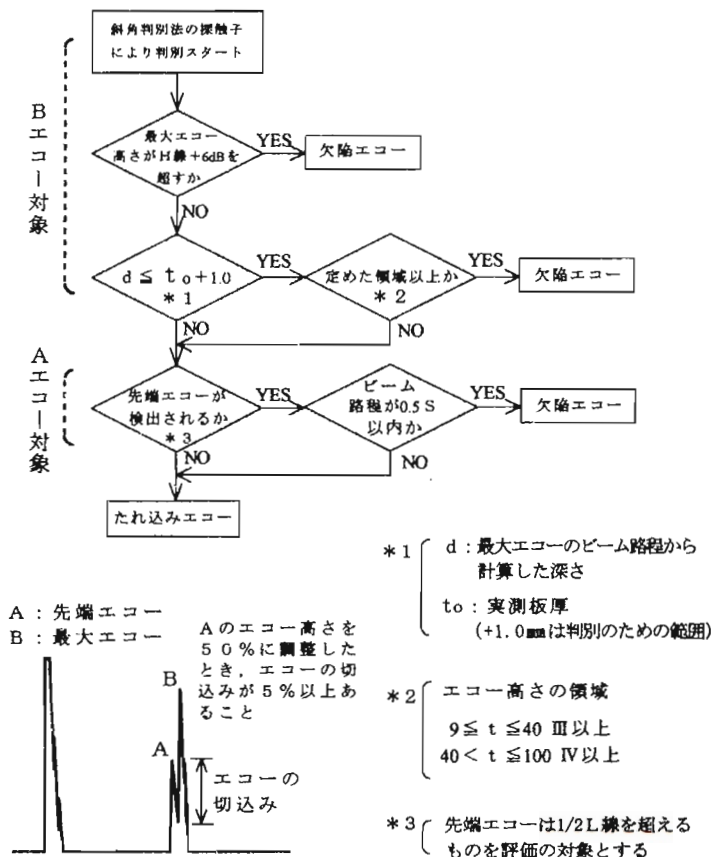 斜角判別法の探触子
により判別スタート
Bエコー対象
最大エコー
高さがH線+6dBを
超すか
YES
欠陥エコー
NO
d ≦ to+1.0
*1
YES
定めた領域以上か
*2
YES
欠陥エコー
NO
NO
Aエコー対象
先端エコーが
検出されるか
*3
YES
ビーム
路程が0.5S
以内か
YES
欠陥エコー
NO
NO
たれ込みエコー
*1
d:最大エコーのビーム路程から
計算した深さ
to:実測板厚
(+1.0mmは判別のための範囲)
A:先端エコー
B:最大エコー
Aのエコー高さを
50%に調整した
とき,エコーの切
込みが5%以上あ
ること
B
A
エコーの
切込み
*2
エコー高さの領域
9≦ t ≦40 Ⅲ以上
40< t ≦100 Ⅳ以上
*3
先端エコーは1/2L線を超える
ものを評価の対象とする